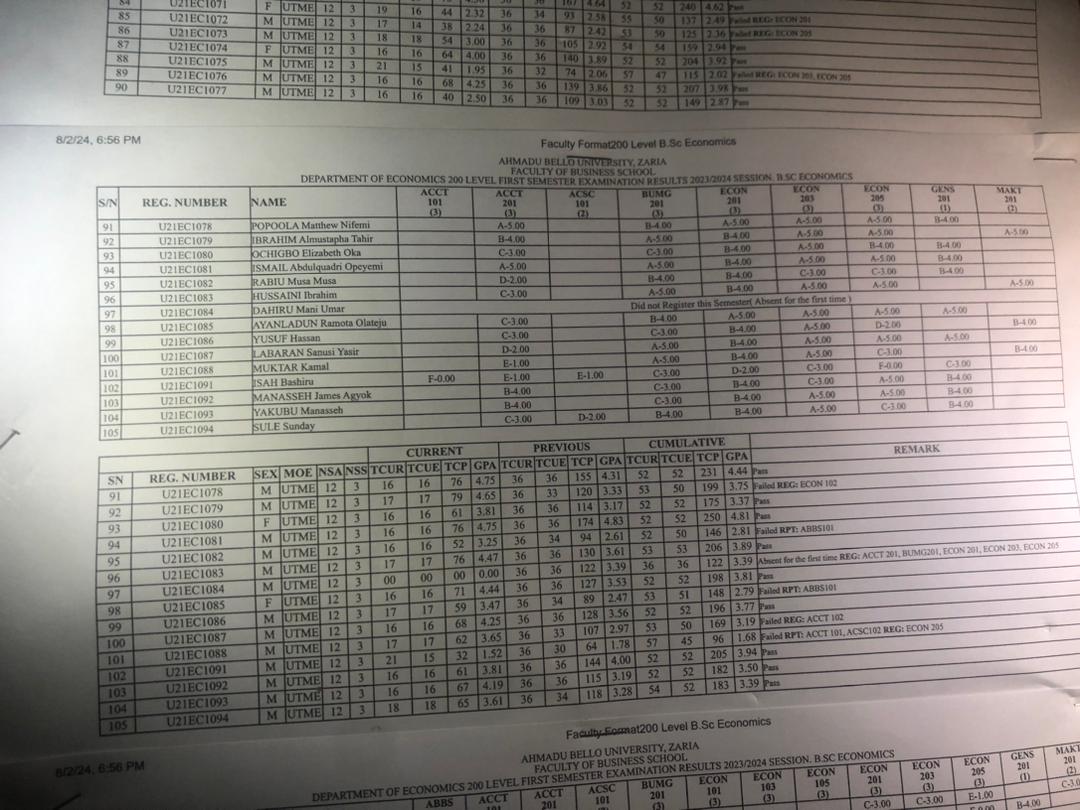 167 4.64 52 52 240 4.62 Pass
84 U21EC1071 F UTME 12 3 19 16 44 2.32 36 34 93 2.58 55 50 137 2.49 Failed REG: ECON 201
85 U21EC1072 M UTME 12 3 17 14 38 2.24 36 36 87 2.42 53 50 125 2.36 Failed REG: ECON 205
86 U21EC1073 M UTME 12 3 18 18 54 3.00 36 36 105 2.92 54 54 159 2.94 Pass
87 U21EC1074 F UTME 12 3 16 16 64 4.00 36 36 140 3.89 52 52 204 3.92 Pass
88 U21EC1075 M UTME 12 3 21 15 41 1.95 36 32 74 2.06 57 47 115 2.02 Failed REG: ECON 203, ECON 205
89 U21EC1076 M UTME 12 3 16 16 68 4.25 36 36 139 3.86 52 52 207 3.98 Pass
90 U21EC1077 M UTME 12 3 16 16 40 2.50 36 36 109 3.03 52 52 149 2.87 Pass
8/2/24, 6:56 PM Faculty Format200 Level B.Sc Economics
AHMADU BELLO UNIVERSITY, ZARIA
FACULTY OF BUSINESS SCHOOL
DEPARTMENT OF ECONOMICS 200 LEVEL FIRST SEMESTER EXAMINATION RESULTS 2023/2024 SESSION. B.SC ECONOMICS
S/N REG. NUMBER NAME ACCT 101 (3) ACCT 201 (3) ACSC 101 (2) BUMG 201 (3) ECON 201 (3) ECON 203 (3) ECON 205 (3) GENS 201 (1) MAKT 201 (2)
91 U21EC1078 POPOOLA Matthew Nifemi A-5.00 B-4.00 A-5.00 A-5.00 A-5.00 B-4.00
92 U21EC1079 IBRAHIM Almustapha Tahir B-4.00 A-5.00 B-4.00 A-5.00 A-5.00 A-5.00
93 U21EC1080 OCHIGBO Elizabeth Oka C-3.00 C-3.00 B-4.00 A-5.00 B-4.00 B-4.00
94 U21EC1081 ISMAIL Abdulquadri Opeyemi A-5.00 A-5.00 A-5.00 A-5.00 B-4.00 B-4.00
95 U21EC1082 RABIU Musa Musa D-2.00 B-4.00 B-4.00 C-3.00 C-3.00 B-4.00
96 U21EC1083 HUSSAINI Ibrahim C-3.00 A-5.00 B-4.00 A-5.00 A-5.00 A-5.00
97 U21EC1084 DAHIRU Mani Umar Did not Register this Semester( Absent for the first time )
98 U21EC1085 AYANLADUN Ramota Olateju C-3.00 B-4.00 A-5.00 A-5.00 A-5.00 A-5.00
99 U21EC1086 YUSUF Hassan C-3.00 C-3.00 B-4.00 A-5.00 D-2.00 B-4.00
100 U21EC1087 LABARAN Sanusi Yasir D-2.00 A-5.00 B-4.00 A-5.00 A-5.00 A-5.00
101 U21EC1088 MUKTAR Kamal E-1.00 A-5.00 B-4.00 A-5.00 C-3.00 B-4.00
102 U21EC1091 ISAH Bashiru F-0.00 E-1.00 E-1.00 C-3.00 D-2.00 C-3.00 F-0.00 C-3.00
103 U21EC1092 MANASSEH James Agyok B-4.00 C-3.00 B-4.00 C-3.00 A-5.00 B-4.00
104 U21EC1093 YAKUBU Manasseh B-4.00 C-3.00 B-4.00 A-5.00 A-5.00 B-4.00
105 U21EC1094 SULE Sunday C-3.00 D-2.00 B-4.00 B-4.00 A-5.00 C-3.00 B-4.00
CURRENT PREVIOUS CUMULATIVE
SN REG. NUMBER SEX MOE NSA NSS TCUR TCUE TCP GPA TCUR TCUE TCP GPA TCUR TCUE TCP GPA REMARK
91 U21EC1078 M UTME 12 3 16 16 76 4.75 36 36 155 4.31 52 52 231 4.44 Pass
92 U21EC1079 M UTME 12 3 17 17 79 4.65 36 33 120 3.33 53 50 199 3.75 Failed REG: ECON 102
93 U21EC1080 F UTME 12 3 16 16 61 3.81 36 36 114 3.17 52 52 175 3.37 Pass
94 U21EC1081 M UTME 12 3 16 16 76 4.75 36 36 174 4.83 52 52 250 4.81 Pass
95 U21EC1082 M UTME 12 3 16 16 52 3.25 36 34 94 2.61 52 50 146 2.81 Failed RPT: ABBS101
96 U21EC1083 M UTME 12 3 17 17 76 4.47 36 36 130 3.61 53 53 206 3.89 Pass
97 U21EC1084 M UTME 12 3 00 00 00 0.00 36 36 122 3.39 36 36 122 3.39 Absent for the first time REG: ACCT 201, BUMG201, ECON 201, ECON 203, ECON 205
98 U21EC1085 F UTME 12 3 16 16 71 4.44 36 36 127 3.53 52 52 198 3.81 Pass
99 U21EC1086 M UTME 12 3 17 17 59 3.47 36 34 89 2.47 53 51 148 2.79 Failed RPT: ABBS101
100 U21EC1087 M UTME 12 3 16 16 68 4.25 36 36 128 3.56 52 52 196 3.77 Pass
101 U21EC1088 M UTME 12 3 17 17 62 3.65 36 33 107 2.97 53 50 169 3.19 Failed REG: ACCT 102
102 U21EC1091 M UTME 12 3 21 15 32 1.52 36 30 64 1.78 57 45 96 1.68 Failed RPT: ACCT 101, ACSC102 REG: ECON 205
103 U21EC1092 M UTME 12 3 16 16 61 3.81 36 36 144 4.00 52 52 205 3.94 Pass
104 U21EC1093 M UTME 12 3 16 16 67 4.19 36 36 115 3.19 52 52 182 3.50 Pass
105 U21EC1094 M UTME 12 3 18 18 65 3.61 36 34 118 3.28 54 52 183 3.39 Pass
8/2/24, 6:56 PM Faculty Format200 Level B.Sc Economics
AHMADU BELLO UNIVERSITY, ZARIA
FACULTY OF BUSINESS SCHOOL
DEPARTMENT OF ECONOMICS 200 LEVEL FIRST SEMESTER EXAMINATION RESULTS 2023/2024 SESSION. B.SC ECONOMICS
ABBS ACCT 101 ACCT 201 ACSC 101 BUMG 201 (3) ECON 101 (3) ECON 103 (3) ECON 105 (3) ECON 201 (3) ECON 203 (3) ECON 205 (3) GENS 201 (1) MAKT 201 (2)
C-3.00 C-3.00 E-1.00 B-4.00